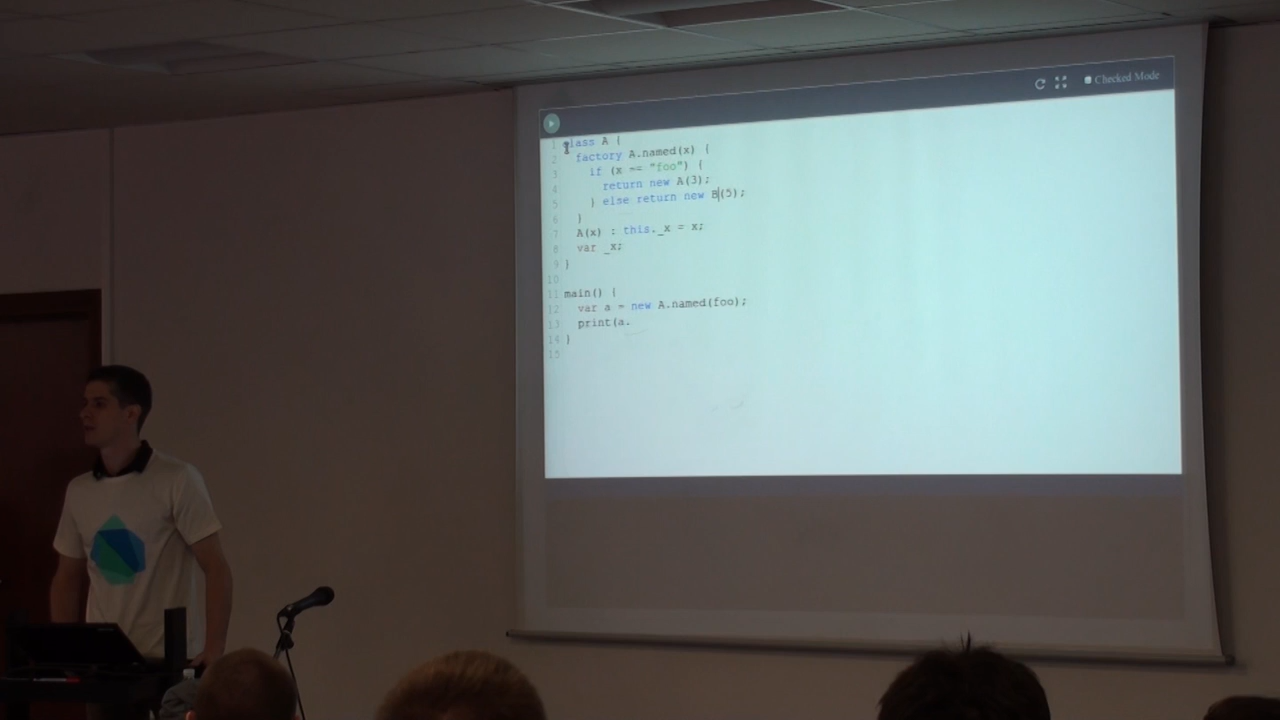 Checked Mode
1 class A {
2 factory A.named(x) {
3 if (x == "foo") {
4 return new A(3);
5 } else return new B(5);
6 }
7 A(x) : this._x = x;
8 var _x;
9 }
10
11 main() {
12 var a = new A.named(foo);
13 print(a.
14 }
15